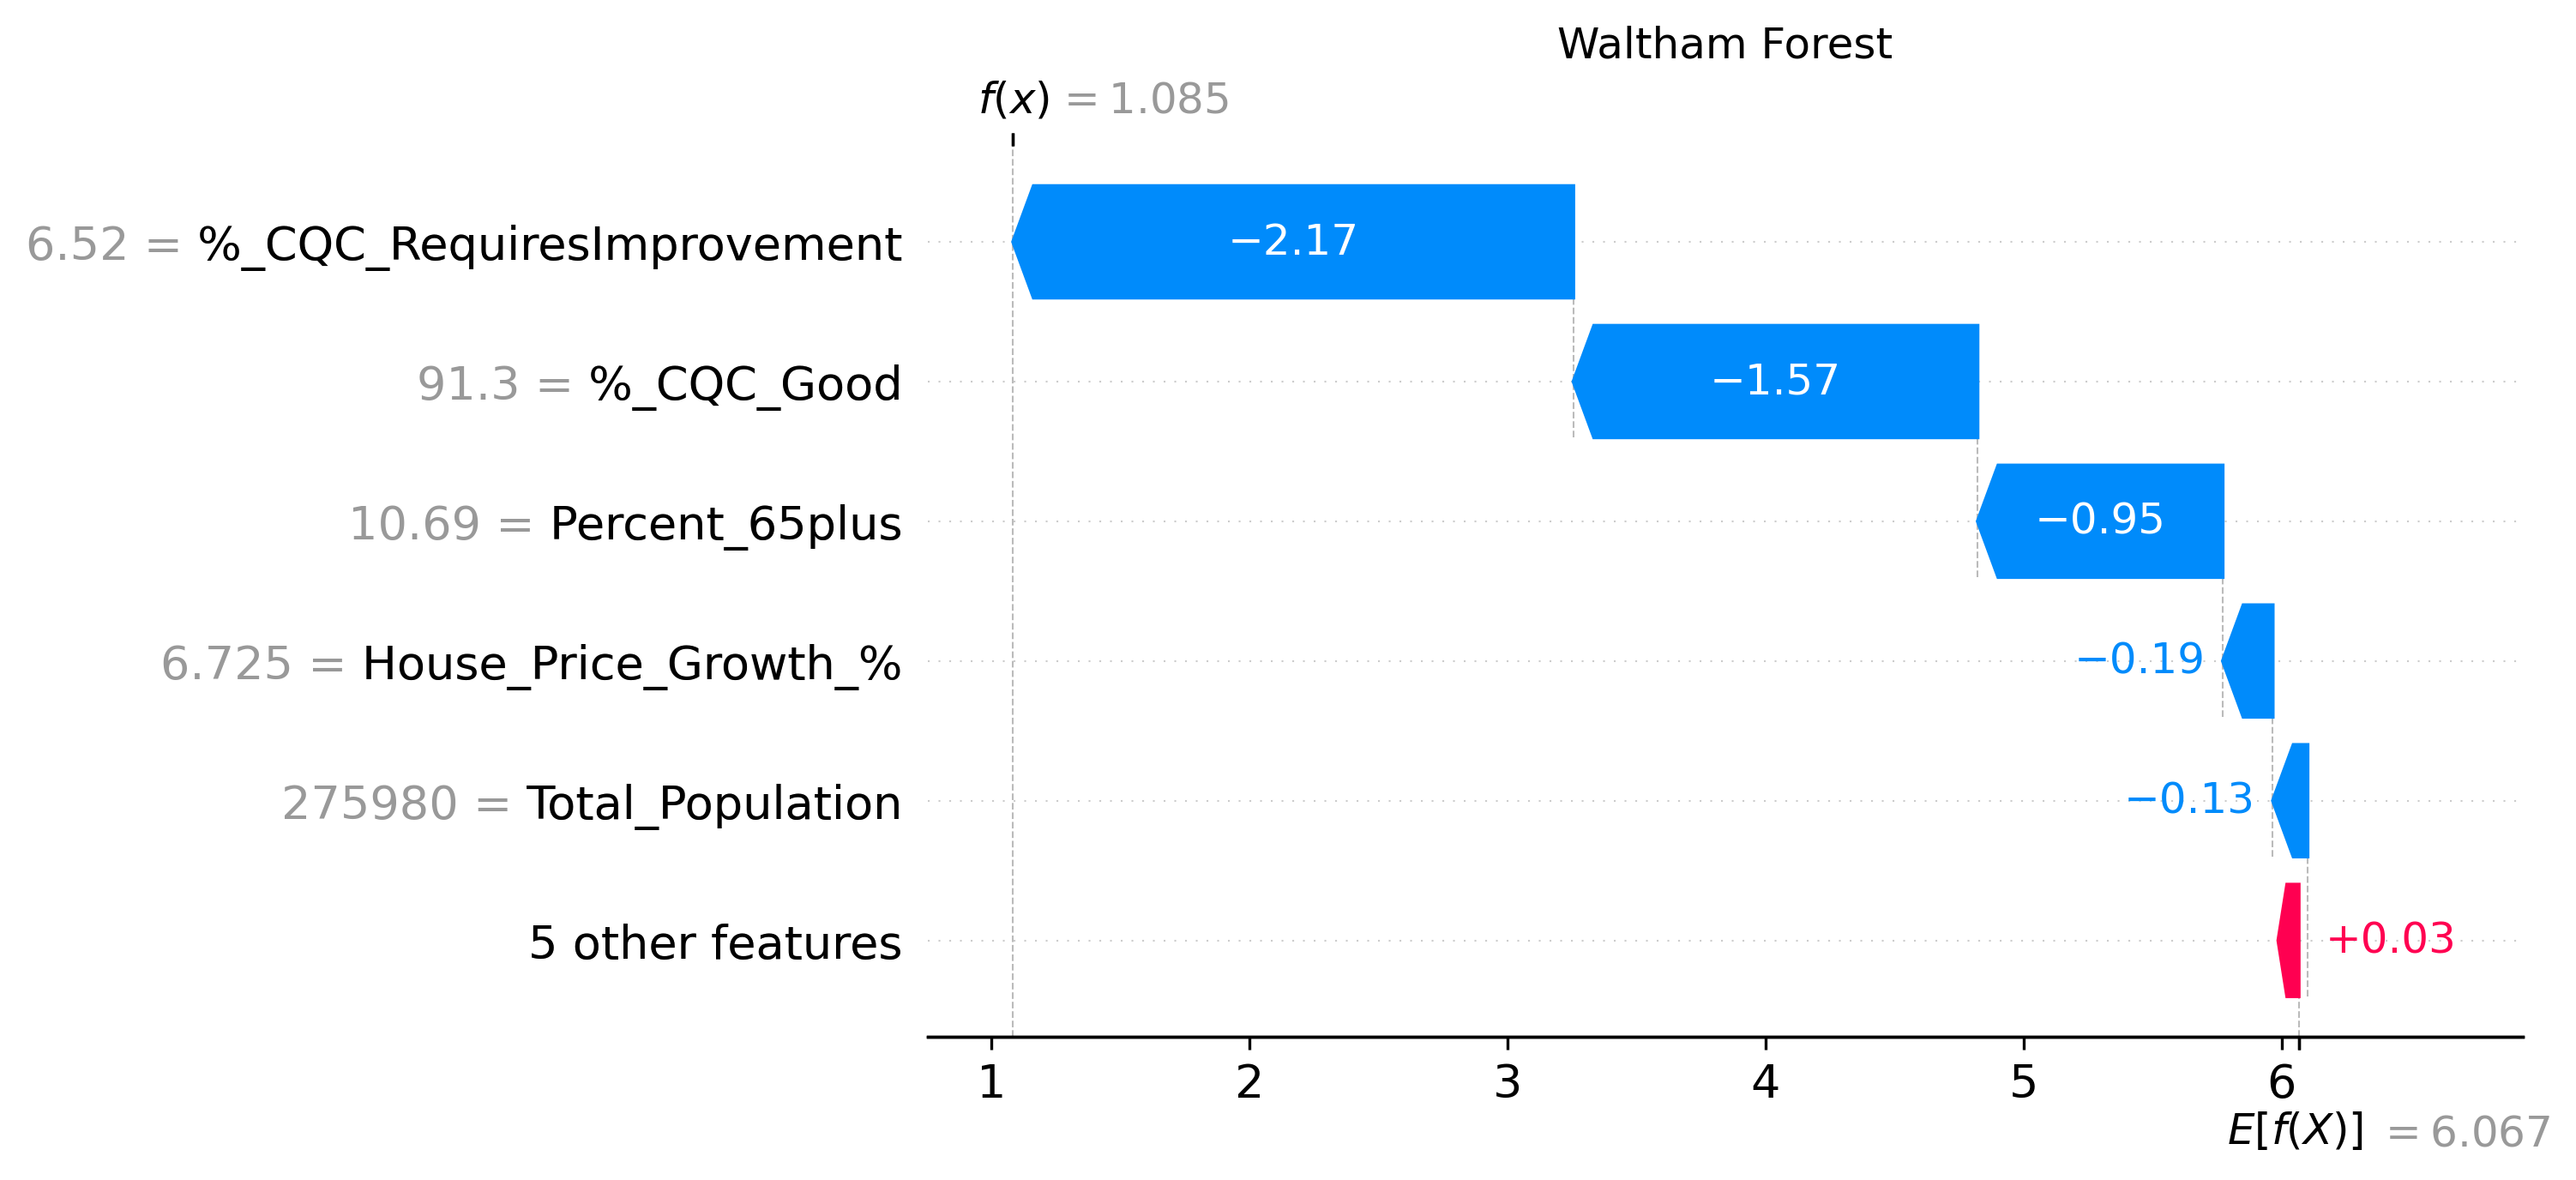 Waltham Forest
f(x) = 1.085
6.52 = %_CQC_RequiresImprovement
−2.17
91.3 = %_CQC_Good
−1.57
10.69 = Percent_65plus
−0.95
6.725 = House_Price_Growth_%
−0.19
275980 = Total_Population
−0.13
5 other features
+0.03
1 2 3 4 5 6
E[f(X)] = 6.067